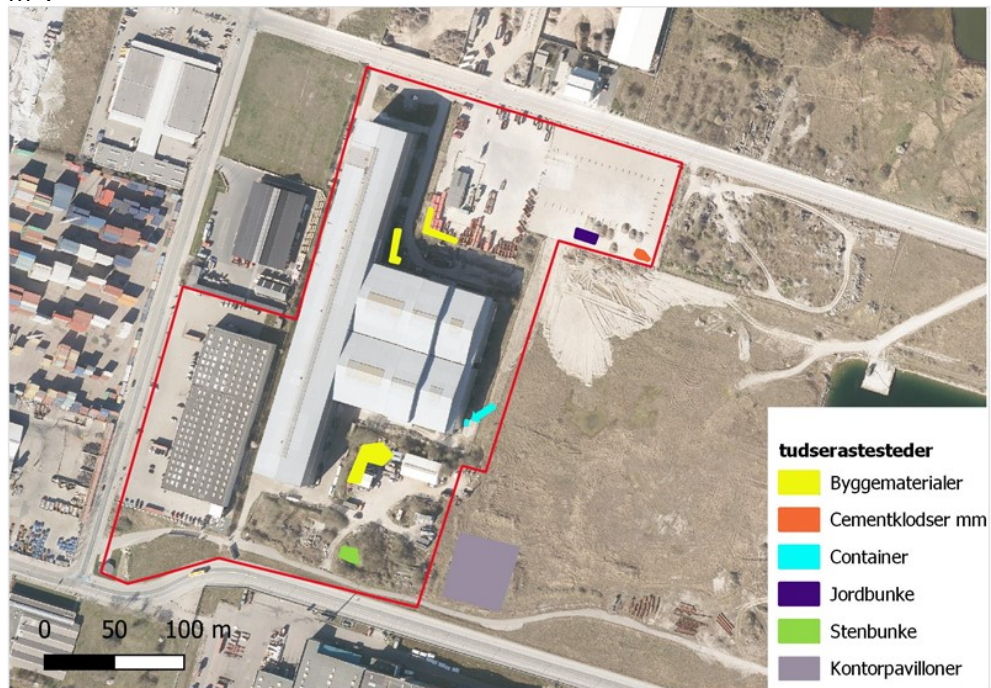 tudserastesteder
Byggematerialer
Cementklodser mm
Container
Jordbunke
Stenbunke
Kontorpavilloner
0 50 100 m